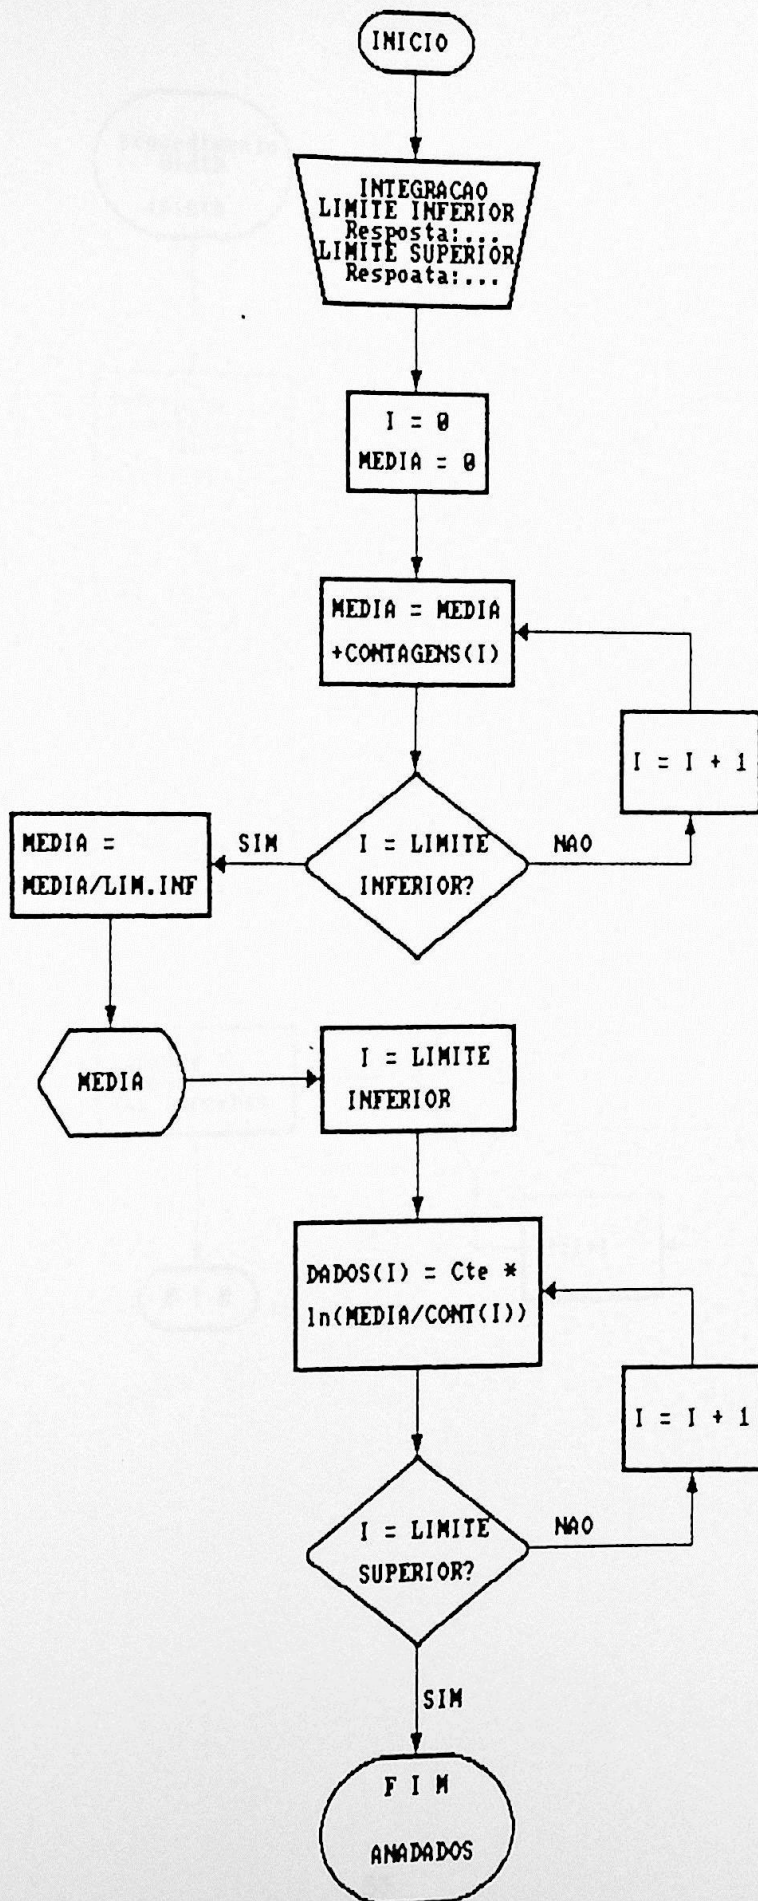 INICIO
INTEGRACAO
LIMITE INFERIOR
Resposta:...
LIMITE SUPERIOR
Respoata:...
I = 0
MEDIA = 0
MEDIA = MEDIA
+CONTAGENS(I)
I = I + 1
I = LIMITE
INFERIOR?
NAO
SIM
MEDIA =
MEDIA/LIM.INF
MEDIA
I = LIMITE
INFERIOR
DADOS(I) = Cte *
ln(MEDIA/CONT(I))
I = I + 1
I = LIMITE
SUPERIOR?
NAO
SIM
F I M
ANADADOS